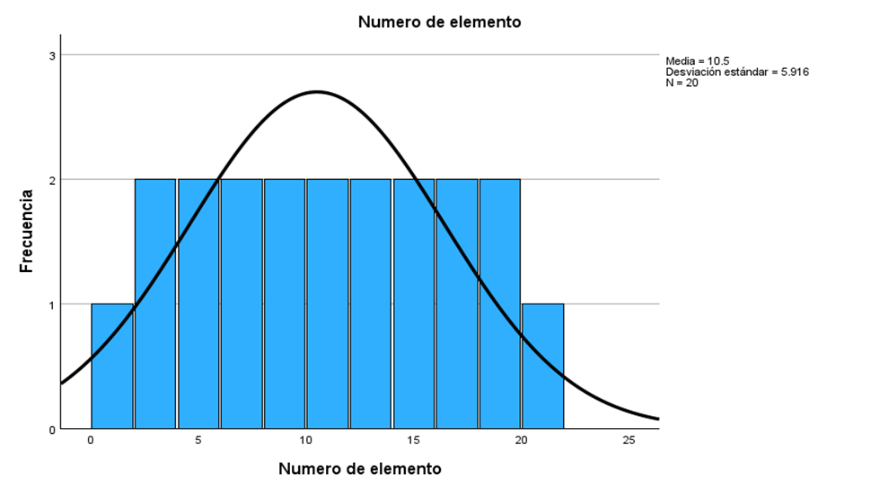 Numero de elemento
Media = 10.5
Desviación estándar = 5.916
N = 20
Frecuencia
3
2
1
0
0 5 10 15 20 25
Numero de elemento